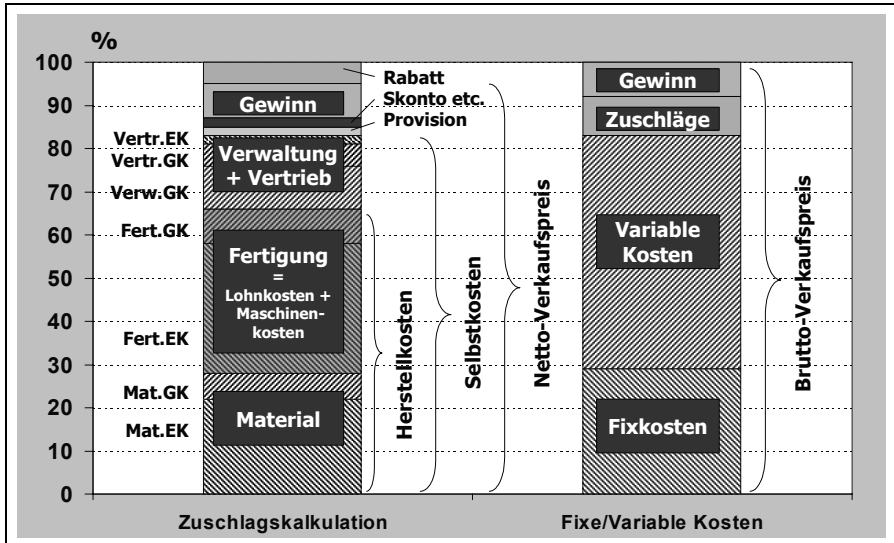 %
100
90
80
70
60
50
40
30
20
10
0
Vertr.EK
Vertr.GK
Verw.GK
Fert.GK
Fert.EK
Mat.GK
Mat.EK
Rabatt
Skonto etc.
Provision
Gewinn
Verwaltung
+ Vertrieb
Fertigung
=
Lohnkosten +
Maschinen-
kosten
Material
Herstellkosten
Selbstkosten
Netto-Verkaufspreis
Gewinn
Zuschläge
Variable
Kosten
Fixkosten
Brutto-Verkaufspreis
Zuschlagskalkulation
Fixe/Variable Kosten